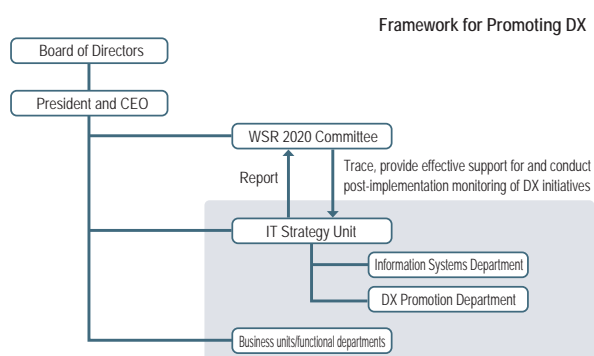 Framework for Promoting DX
Board of Directors
President and CEO
WSR 2020 Committee
Report
Trace, provide effective support for and conduct
post-implementation monitoring of DX initiatives
IT Strategy Unit
Information Systems Department
DX Promotion Department
Business units/functional departments